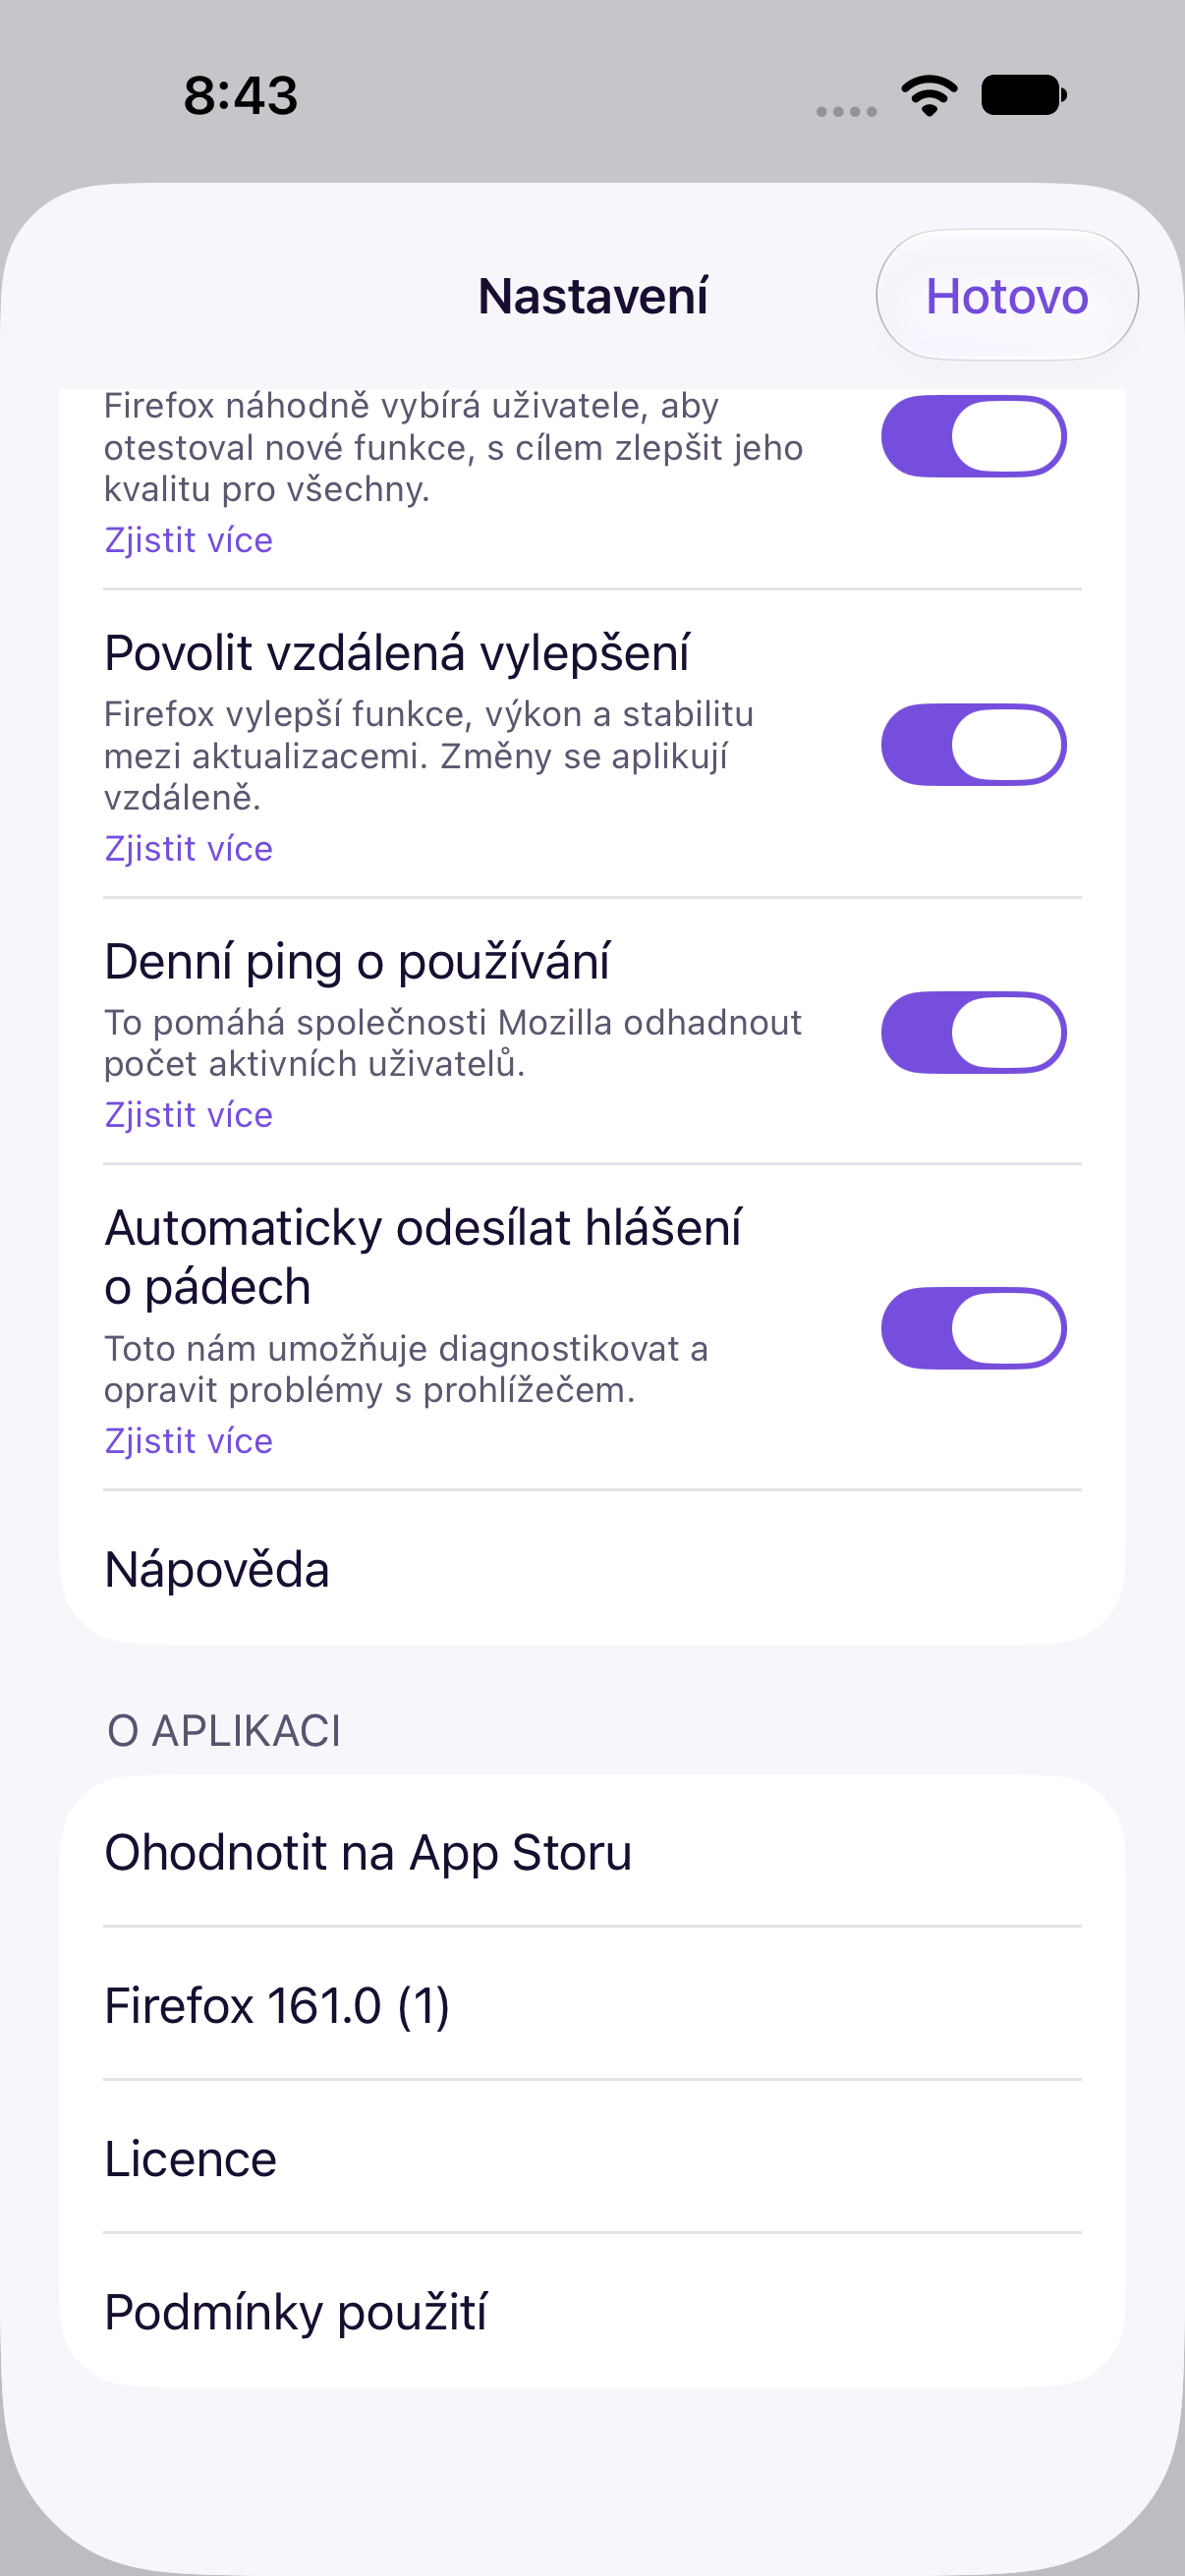 8:43
Nastavení
Hotovo
Firefox náhodně vybírá uživatele, aby
otestoval nové funkce, s cílem zlepšit jeho
kvalitu pro všechny.
Zjistit více
Povolit vzdálená vylepšení
Firefox vylepší funkce, výkon a stabilitu
mezi aktualizacemi. Změny se aplikují
vzdáleně.
Zjistit více
Denní ping o používání
To pomáhá společnosti Mozilla odhadnout
počet aktivních uživatelů.
Zjistit více
Automaticky odesílat hlášení
o pádech
Toto nám umožňuje diagnostikovat a
opravit problémy s prohlížečem.
Zjistit více
Nápověda
O APLIKACI
Ohodnotit na App Storu
Firefox 161.0 (1)
Licence
Podmínky použití